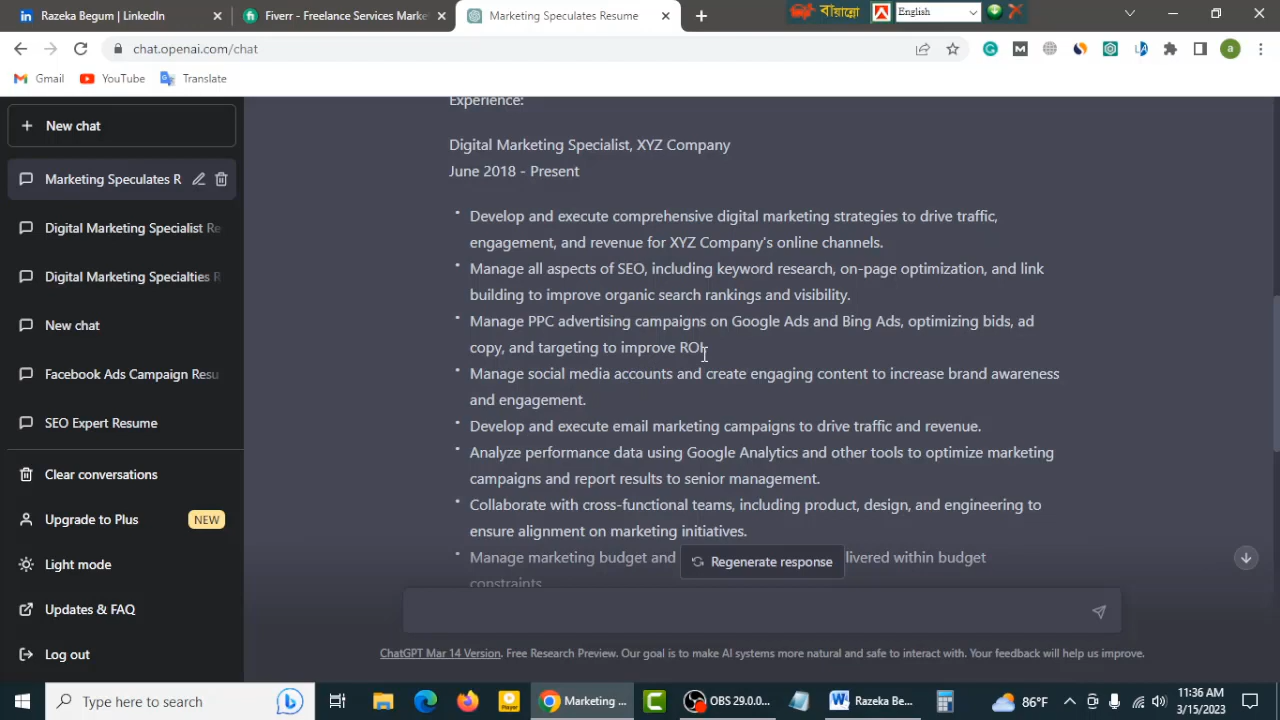 Razeka Begum | LinkedIn
Fiverr - Freelance Services Marke
Marketing Speculates Resume
English
chat.openai.com/chat
a
Gmail
YouTube
Translate
New chat
Marketing Speculates R
Digital Marketing Specialist Re
Digital Marketing Specialties R
New chat
Facebook Ads Campaign Resu
SEO Expert Resume
Clear conversations
Upgrade to Plus
NEW
Light mode
Updates & FAQ
Log out
Experience:
Digital Marketing Specialist, XYZ Company
June 2018 - Present
• Develop and execute comprehensive digital marketing strategies to drive traffic,
engagement, and revenue for XYZ Company's online channels.
• Manage all aspects of SEO, including keyword research, on-page optimization, and link
building to improve organic search rankings and visibility.
• Manage PPC advertising campaigns on Google Ads and Bing Ads, optimizing bids, ad
copy, and targeting to improve ROI.
• Manage social media accounts and create engaging content to increase brand awareness
and engagement.
• Develop and execute email marketing campaigns to drive traffic and revenue.
• Analyze performance data using Google Analytics and other tools to optimize marketing
campaigns and report results to senior management.
• Collaborate with cross-functional teams, including product, design, and engineering to
ensure alignment on marketing initiatives.
• Manage marketing budget and
livered within budget
constraints
Regenerate response
ChatGPT Mar 14 Version. Free Research Preview. Our goal is to make AI systems more natural and safe to interact with. Your feedback will help us improve.
Type here to search
Marketing ...
OBS 29.0.0...
Razeka Be...
86°F
11:36 AM
3/15/2023